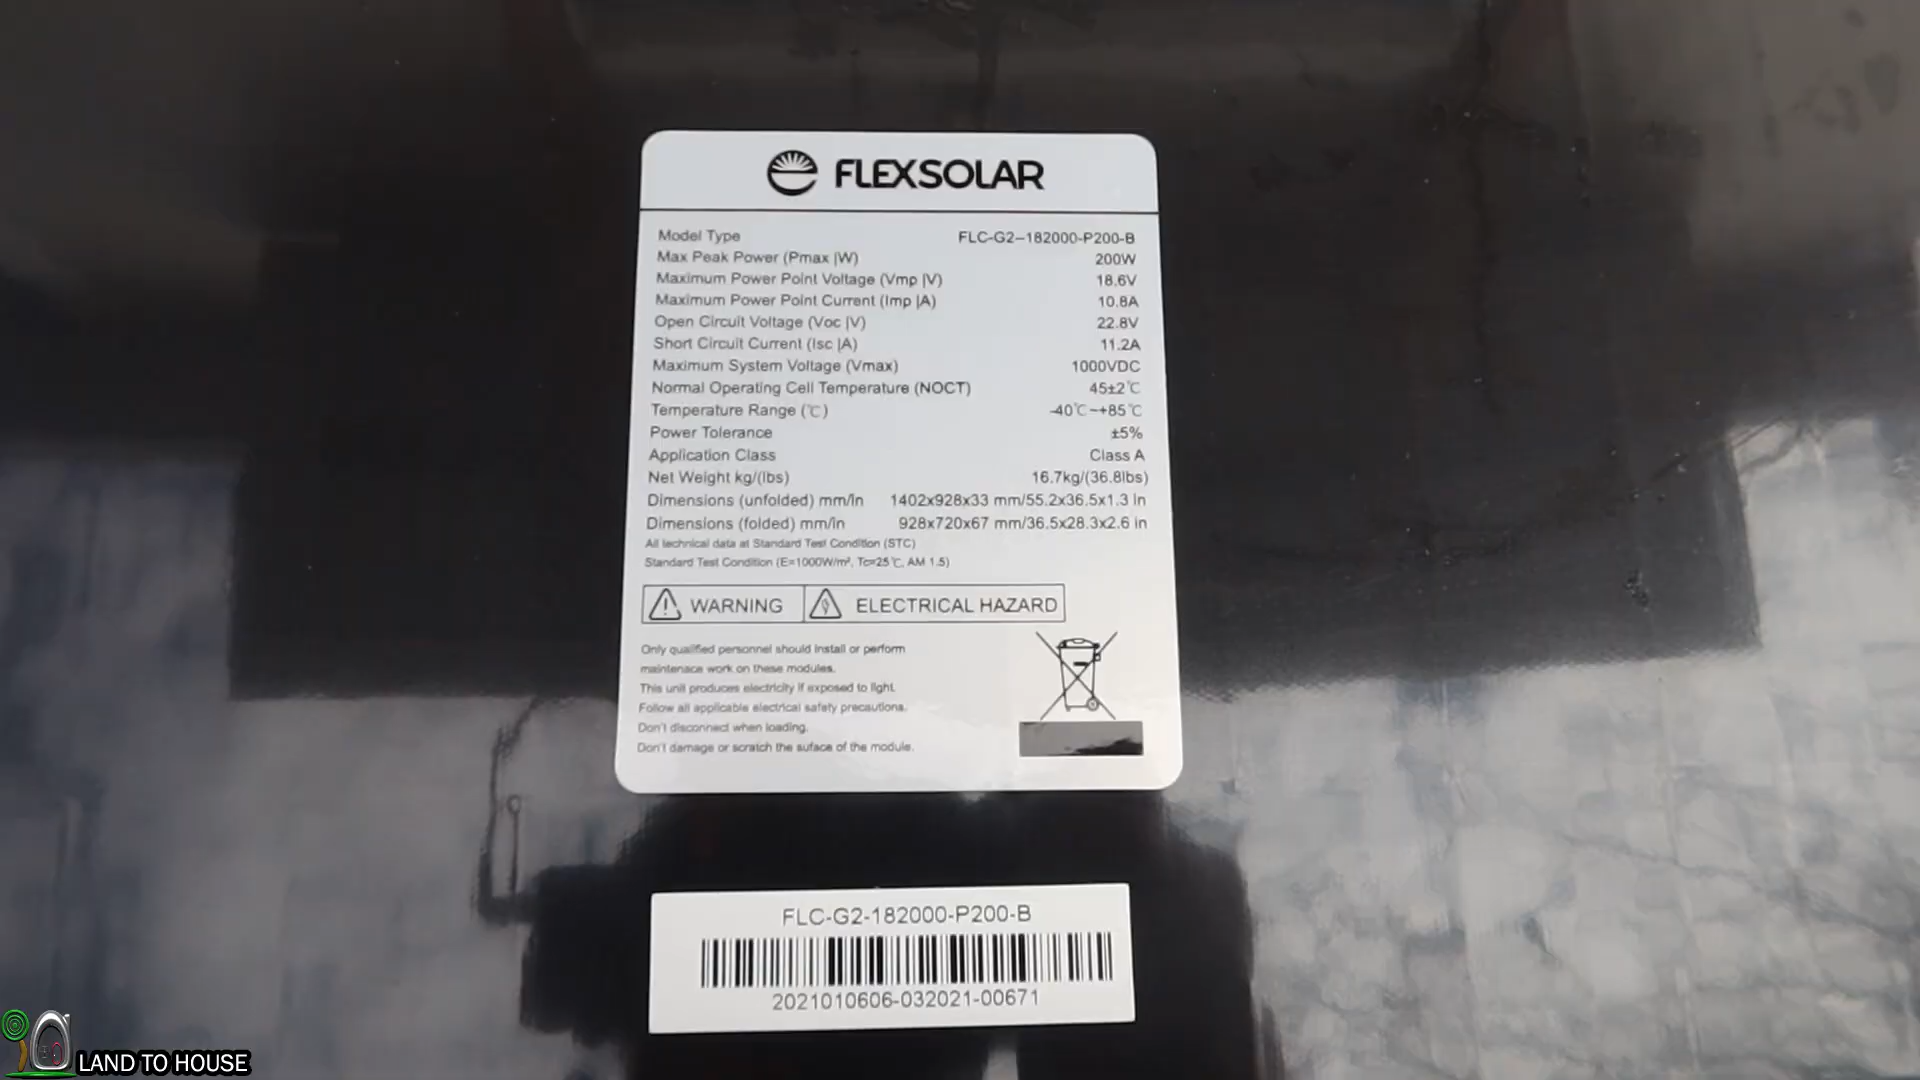 FLEXSOLAR
Model Type FLC-G2-182000-P200-B
Max Peak Power (Pmax |W) 200W
Maximum Power Point Voltage (Vmp |V) 18.6V
Maximum Power Point Current (Imp |A) 10.8A
Open Circuit Voltage (Voc |V) 22.8V
Short Circuit Current (Isc |A) 11.2A
Maximum System Voltage (Vmax) 1000VDC
Normal Operating Cell Temperature (NOCT) 45±2℃
Temperature Range (℃) -40℃~+85℃
Power Tolerance ±5%
Application Class Class A
Net Weight kg/(lbs) 16.7kg/(36.8lbs)
Dimensions (unfolded) mm/in 1402x928x33 mm/55.2x36.5x1.3 in
Dimensions (folded) mm/in 928x720x67 mm/36.5x28.3x2.6 in
All technical data at Standard Test Condition (STC)
Standard Test Condition (E=1000W/m², Tc=25℃, AM 1.5)
WARNING ELECTRICAL HAZARD
Only qualified personnel should install or perform
maintenace work on these modules.
This unit produces electricity if exposed to light.
Follow all applicable electrical safety precautions.
Don't disconnect when loading.
Don't damage or scratch the suface of the module.
FLC-G2-182000-P200-B
2021010606-032021-00671
LAND TO HOUSE